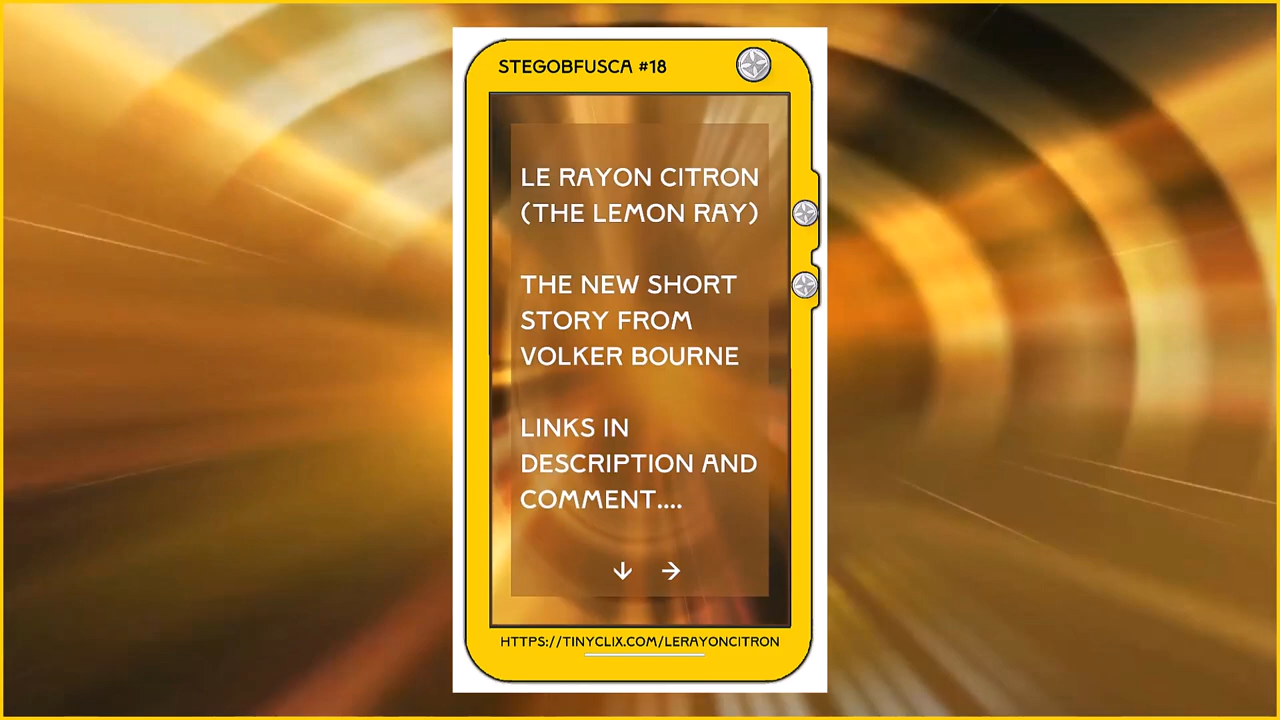 STEGOBFUSCA #18
LE RAYON CITRON
(THE LEMON RAY)
THE NEW SHORT
STORY FROM
VOLKER BOURNE
LINKS IN
DESCRIPTION AND
COMMENT....
↓ →
HTTPS://TINYCLIX.COM/LERAYONCITRON